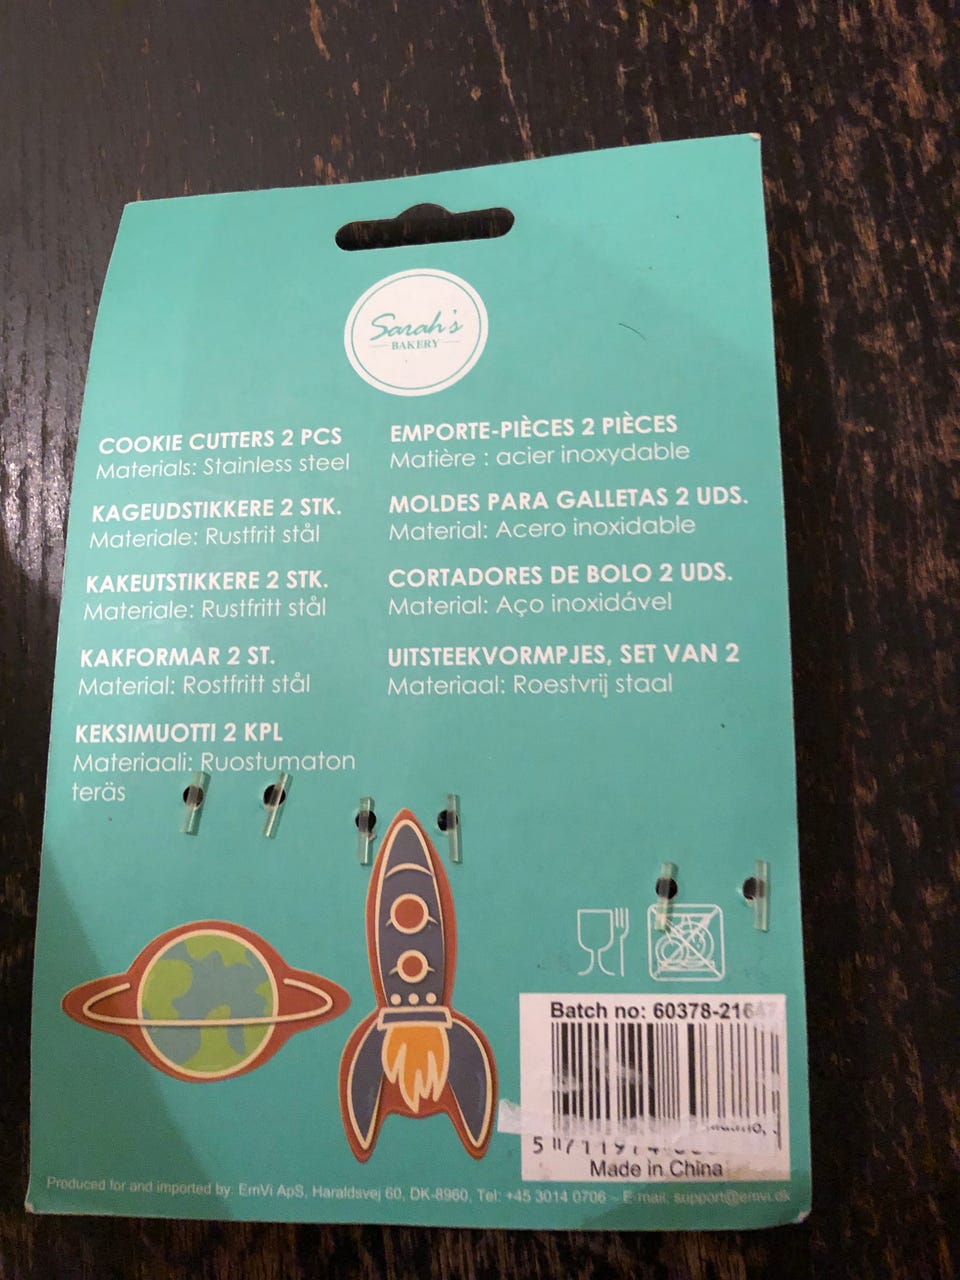 Sarah's
BAKERY
COOKIE CUTTERS 2 PCS
Materials: Stainless steel
KAGEUDSTIKKERE 2 STK.
Materiale: Rustfrit stål
KAKEUTSTIKKERE 2 STK.
Materiale: Rustfritt stål
KAKFORMAR 2 ST.
Material: Rostfritt stål
KEKSIMUOTTI 2 KPL
Materiaali: Ruostumaton
teräs
EMPORTE-PIÈCES 2 PIÈCES
Matière : acier inoxydable
MOLDES PARA GALLETAS 2 UDS.
Material: Acero inoxidable
CORTADORES DE BOLO 2 UDS.
Material: Aço inoxidável
UITSTEEKVORMPJES, SET VAN 2
Materiaal: Roestvrij staal
Batch no:
Made in China
Produced for and imported by: EmVi ApS, Haraldsvej 60, DK-8960, Tel: +45 3014 0706 – E-mail: support@emvi.dk